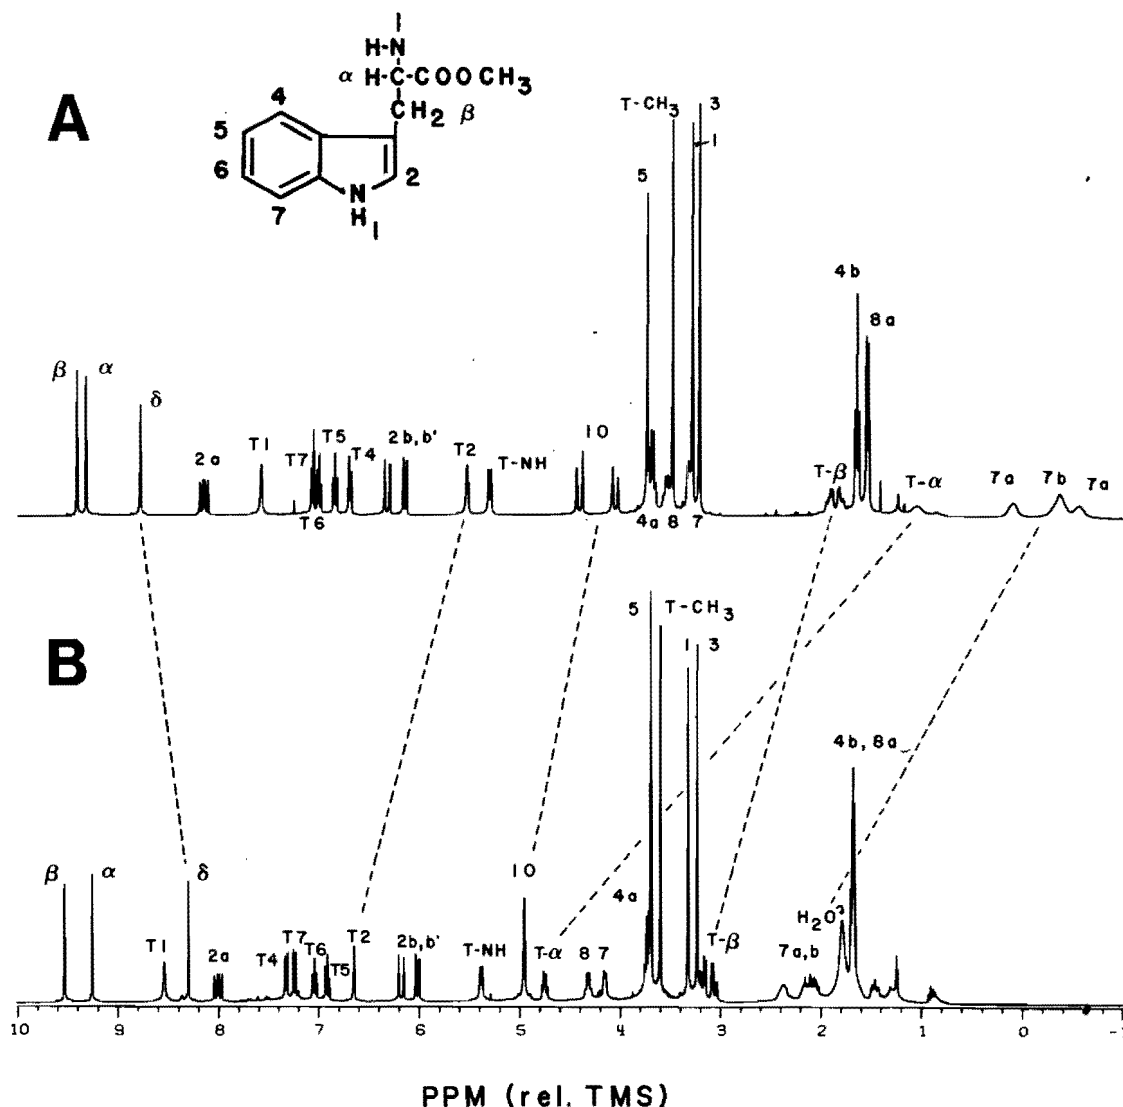 A
l
H-N
α H-C-COOCH3
CH2 β
4
5
6
7
2
N
H
I
T-CH3
3
1
5
4b
8a
β α
δ
2a
T1
T7
T5
T4
T6
2b,b'
T2
T-NH
10
4a 8 7
T-β
T-α
7a 7b 7a
B
5
T-CH3
1 3
4b, 8a
β α
δ
10
4a
T1
2a
T4
T7
T6
T5
T2
2b,b'
T-NH
T-α
8 7
T-β
H2O?
7a,b
10 9 8 7 6 5 4 3 2 1 0 -1
PPM (rel. TMS)